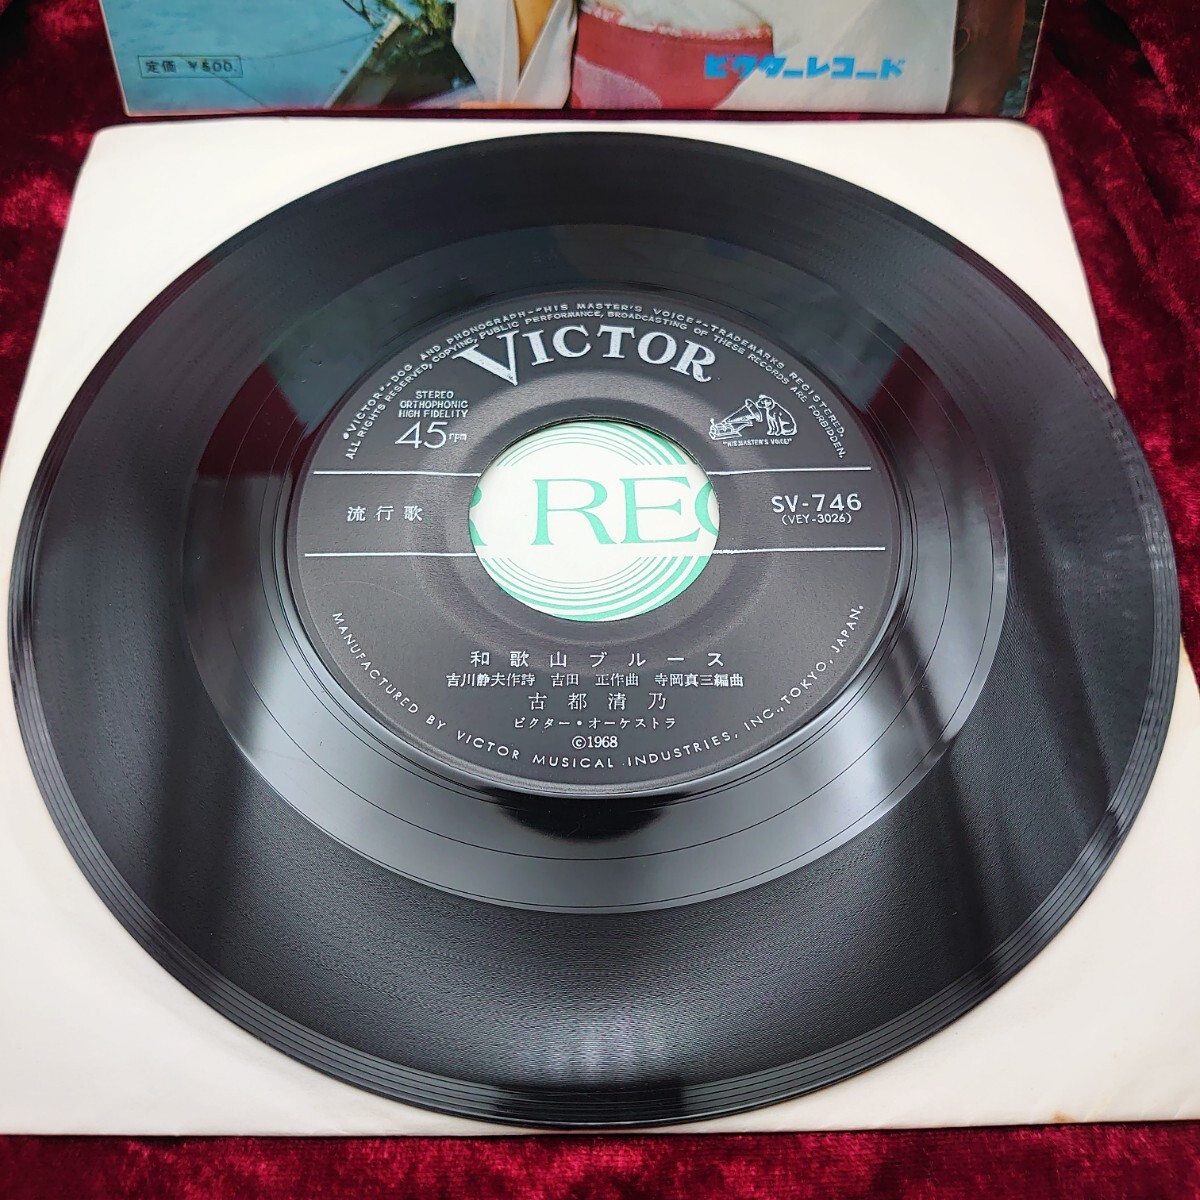 定価 ￥500.
ビクターレコード
"VICTOR"-DOG AND PHONOGRAPH-"HIS MASTER'S VOICE"-TRADEMARKS REGISTERED.
ALL RIGHTS RESERVED, COPYING, PUBLIC PERFORMANCE, BROADCASTING OF THESE RECORDS ARE FORBIDDEN.
VICTOR
STEREO
ORTHOPHONIC
HIGH FIDELITY
45rpm
"HIS MASTER'S VOICE"
流行歌
R REC
SV-746
(VEY-3026)
和歌山ブルース
吉川静夫作詩 吉田 正作曲 寺岡真三編曲
古都清乃
ビクター・オーケストラ
©1968
MANUFACTURED BY VICTOR MUSICAL INDUSTRIES, INC., TOKYO, JAPAN.